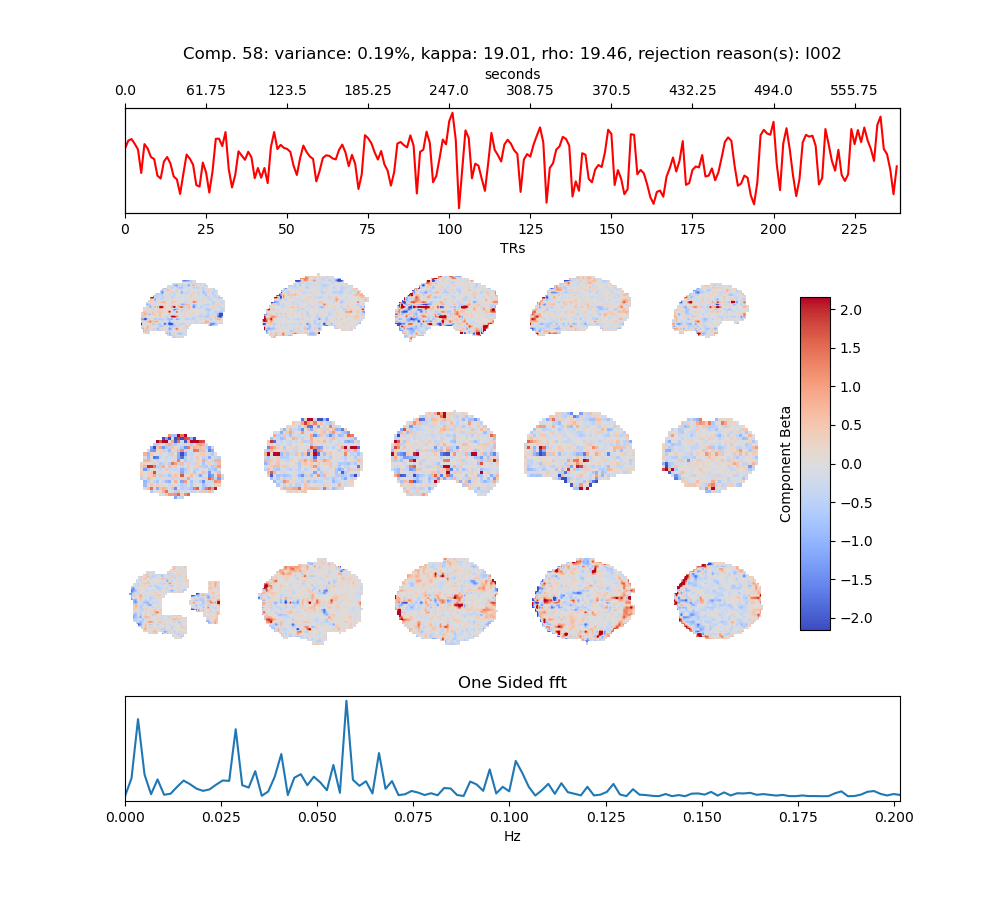 Comp. 58: variance: 0.19%, kappa: 19.01, rho: 19.46, rejection reason(s): I002
seconds
0.0 61.75 123.5 185.25 247.0 308.75 370.5 432.25 494.0 555.75
0 25 50 75 100 125 150 175 200 225
TRs
2.0
1.5
1.0
0.5
0.0
−0.5
−1.0
−1.5
−2.0
Component Beta
One Sided fft
0.000 0.025 0.050 0.075 0.100 0.125 0.150 0.175 0.200
Hz